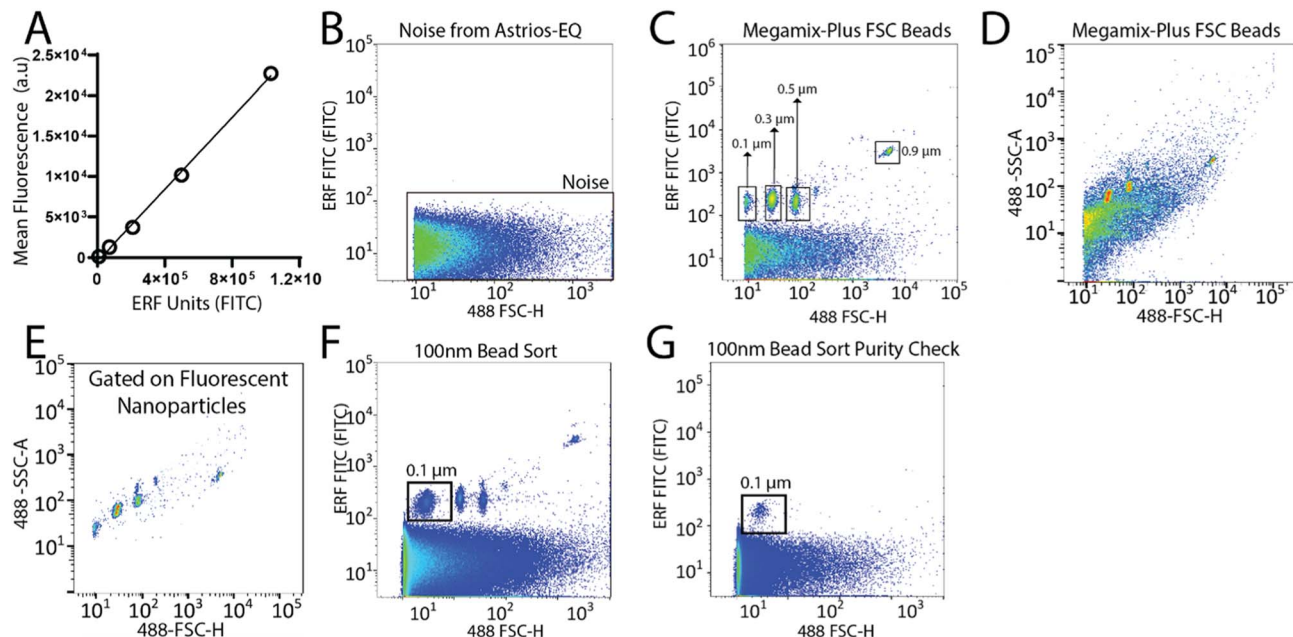 A
Mean Fluorescence (a.u)
2.5×10⁴
2×10⁴
1.5×10⁴
1×10⁴
5×10³
0
0
4×10⁵
8×10⁵
1.2×10
ERF Units (FITC)
B
Noise from Astrios-EQ
ERF FITC (FITC)
10⁵
10⁴
10³
10²
10¹
Noise
10¹
10²
10³
488 FSC-H
C
Megamix-Plus FSC Beads
ERF FITC (FITC)
10⁶
10⁵
10⁴
10³
10²
10¹
0.1 µm
0.3 µm
0.5 µm
0.9 µm
10¹
10²
10³
10⁴
10⁵
488 FSC-H
D
Megamix-Plus FSC Beads
488 -SSC-A
10⁵
10⁴
10³
10²
10¹
10¹
10²
10³
10⁴
10⁵
488-FSC-H
E
Gated on Fluorescent
Nanoparticles
488 -SSC-A
10⁵
10⁴
10³
10²
10¹
10¹
10²
10³
10⁴
10⁵
488-FSC-H
F
100nm Bead Sort
ERF FITC (FITC)
10⁵
10⁴
10³
10²
10¹
0.1 µm
10¹
10²
10³
488 FSC-H
G
100nm Bead Sort Purity Check
ERF FITC (FITC)
10⁵
10⁴
10³
10²
10¹
0.1 µm
10¹
10²
10³
488 FSC-H